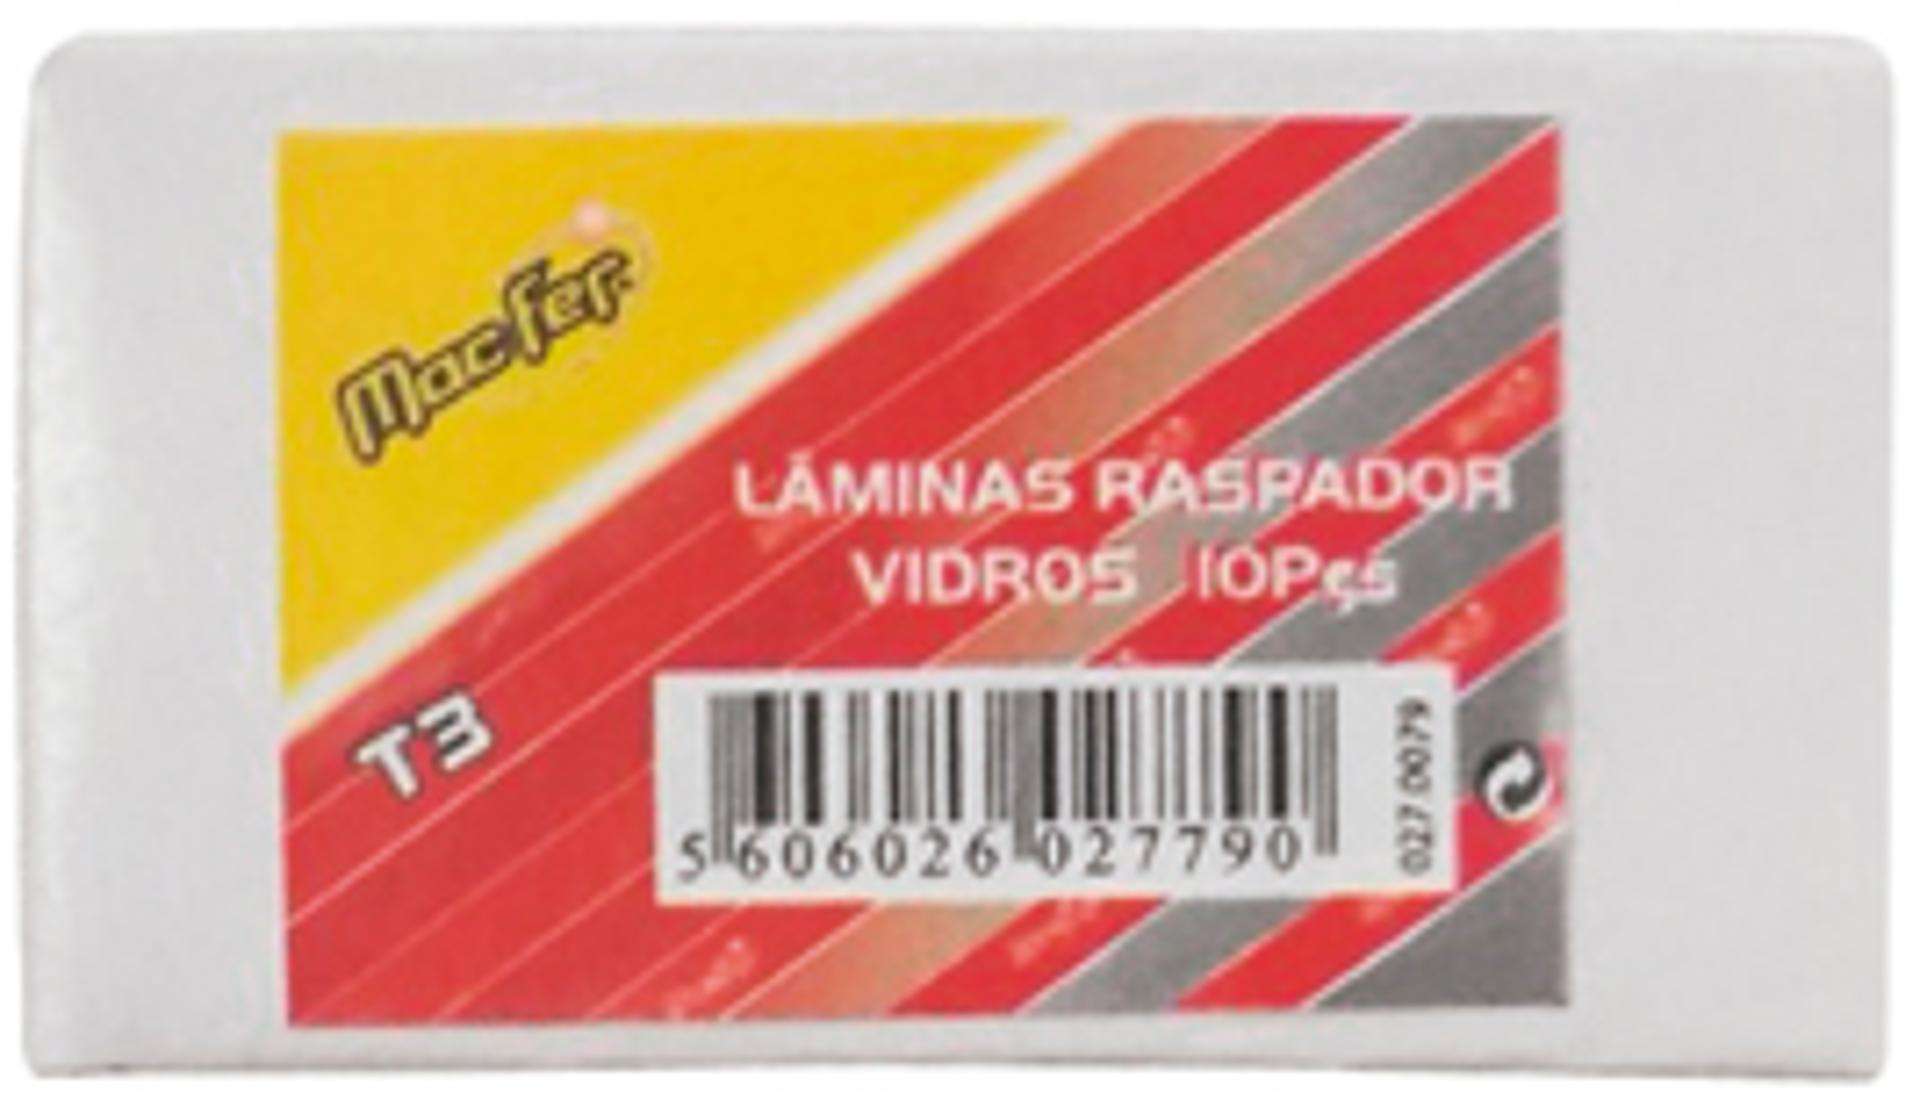 Mac fer
LÂMINAS RASPADOR
VIDROS 10Pçs
T3
5 606026 027790
027.0079